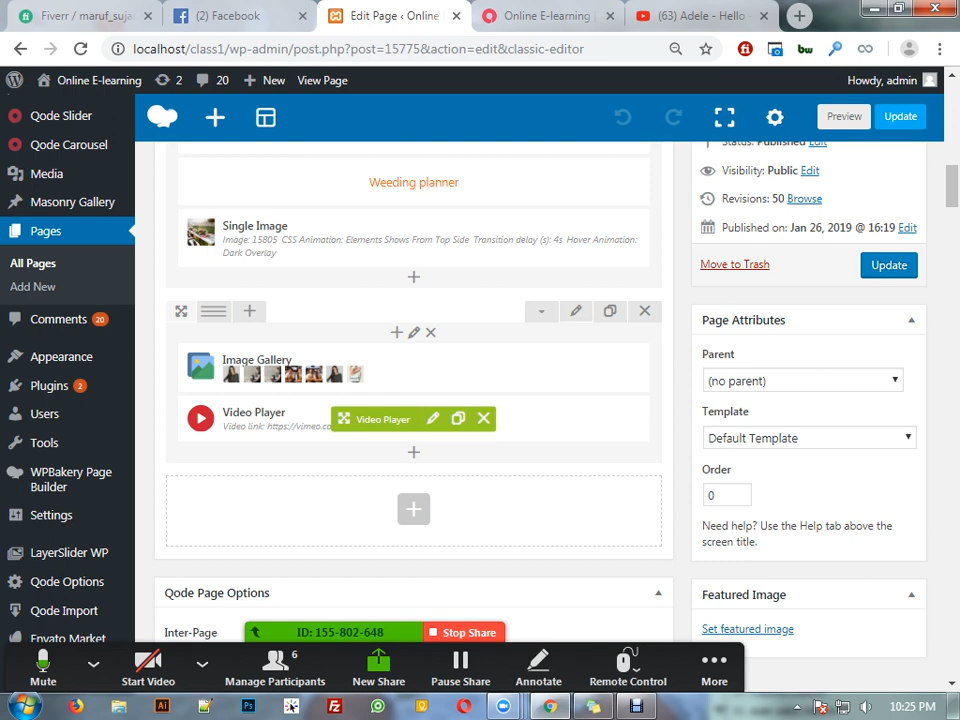 Fiverr / maruf_suja
(2) Facebook
Edit Page ‹ Online
Online E-learning |
(63) Adele - Hello -
localhost/class1/wp-admin/post.php?post=15775&action=edit&classic-editor
Online E-learning
2
20
New
View Page
Howdy, admin
Qode Slider
Qode Carousel
Media
Masonry Gallery
Pages
All Pages
Add New
Comments 20
Appearance
Plugins 2
Users
Tools
WPBakery Page
Builder
Settings
LayerSlider WP
Qode Options
Qode Import
Envato Market
Preview
Update
Weeding planner
Single Image
Image: 15805 CSS Animation: Elements Shows From Top Side Transition delay (s): 4s Hover Animation:
Dark Overlay
Image Gallery
Video Player
Video link: https://vimeo.co
Video Player
Qode Page Options
Inter-Page
Status: Published Edit
Visibility: Public Edit
Revisions: 50 Browse
Published on: Jan 26, 2019 @ 16:19 Edit
Move to Trash
Update
Page Attributes
Parent
(no parent)
Template
Default Template
Order
0
Need help? Use the Help tab above the
screen title.
Featured Image
Set featured image
ID: 155-802-648
Stop Share
Mute
Start Video
6
Manage Participants
New Share
Pause Share
Annotate
Remote Control
More
10:25 PM